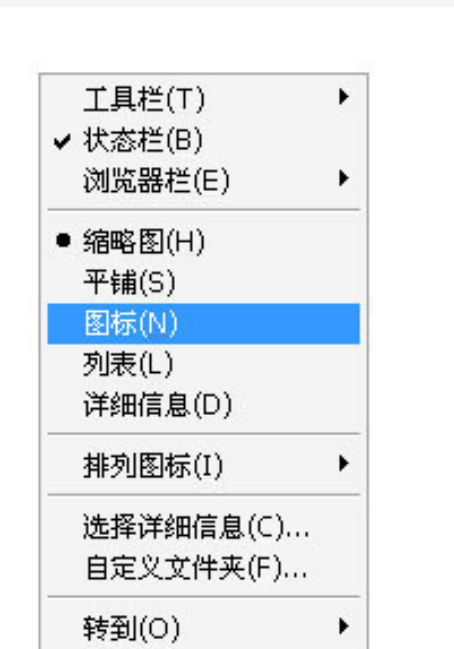 工具栏(T)
状态栏(B)
浏览器栏(E)
缩略图(H)
平铺(S)
图标(N)
列表(L)
详细信息(D)
排列图标(I)
选择详细信息(C)...
自定义文件夹(F)...
转到(O)